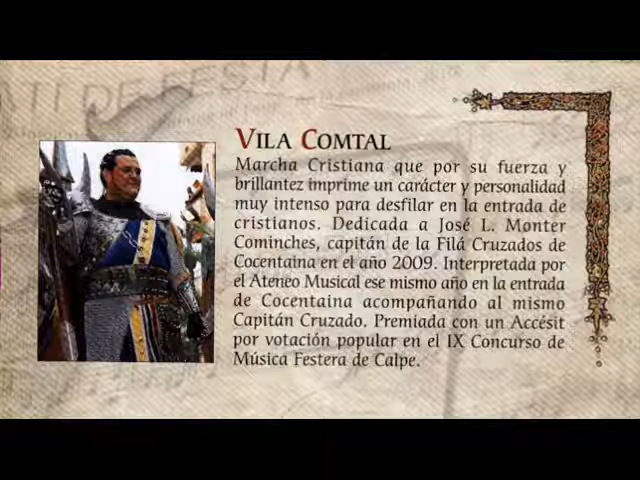 TI DE FESTA
VILA COMTAL
Marcha Cristiana que por su fuerza y
brillantez imprime un carácter y personalidad
muy intenso para desfilar en la entrada de
cristianos. Dedicada a José L. Monter
Cominches, capitán de la Filá Cruzados de
Cocentaina en el año 2009. Interpretada por
el Ateneo Musical ese mismo año en la entrada
de Cocentaina acompañando al mismo
Capitán Cruzado. Premiada con un Accésit
por votación popular en el IX Concurso de
Música Festera de Calpe.